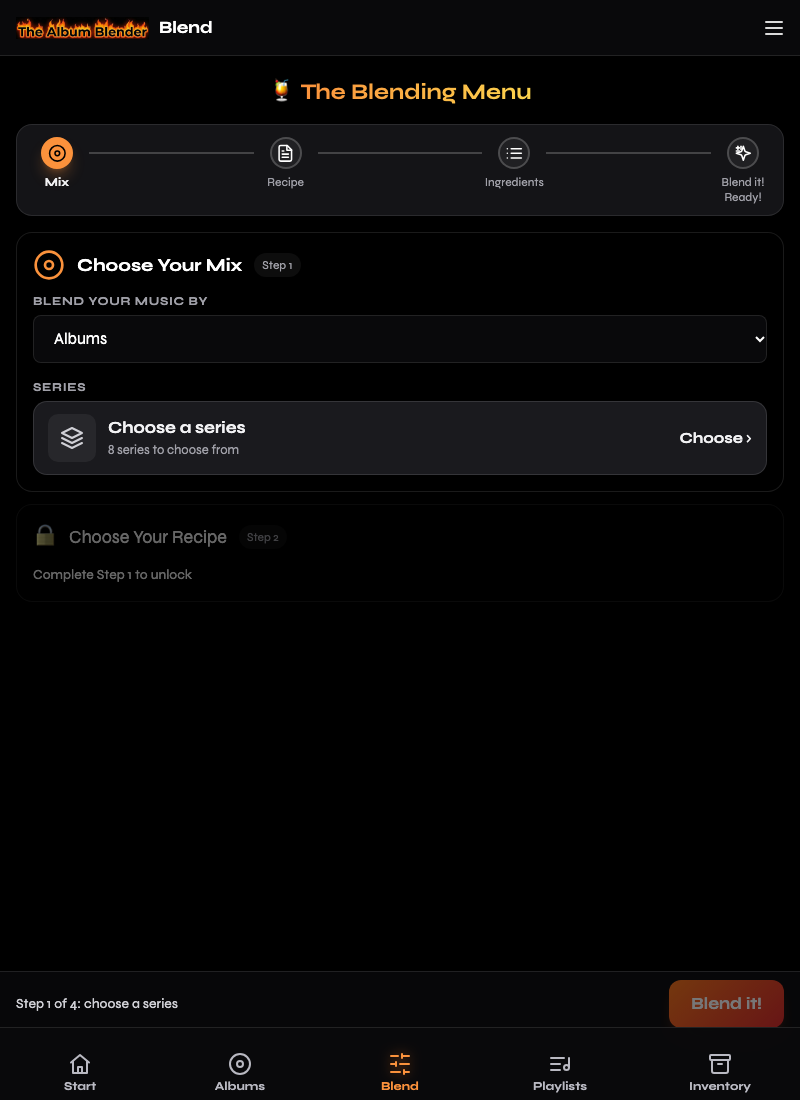 The Album Blender Blend
The Blending Menu
Mix
Recipe
Ingredients
Blend it!
Ready!
Choose Your Mix Step 1
BLEND YOUR MUSIC BY
Albums
SERIES
Choose a series
8 series to choose from
Choose ›
Choose Your Recipe Step 2
Complete Step 1 to unlock
Step 1 of 4: choose a series
Blend it!
Start
Albums
Blend
Playlists
Inventory